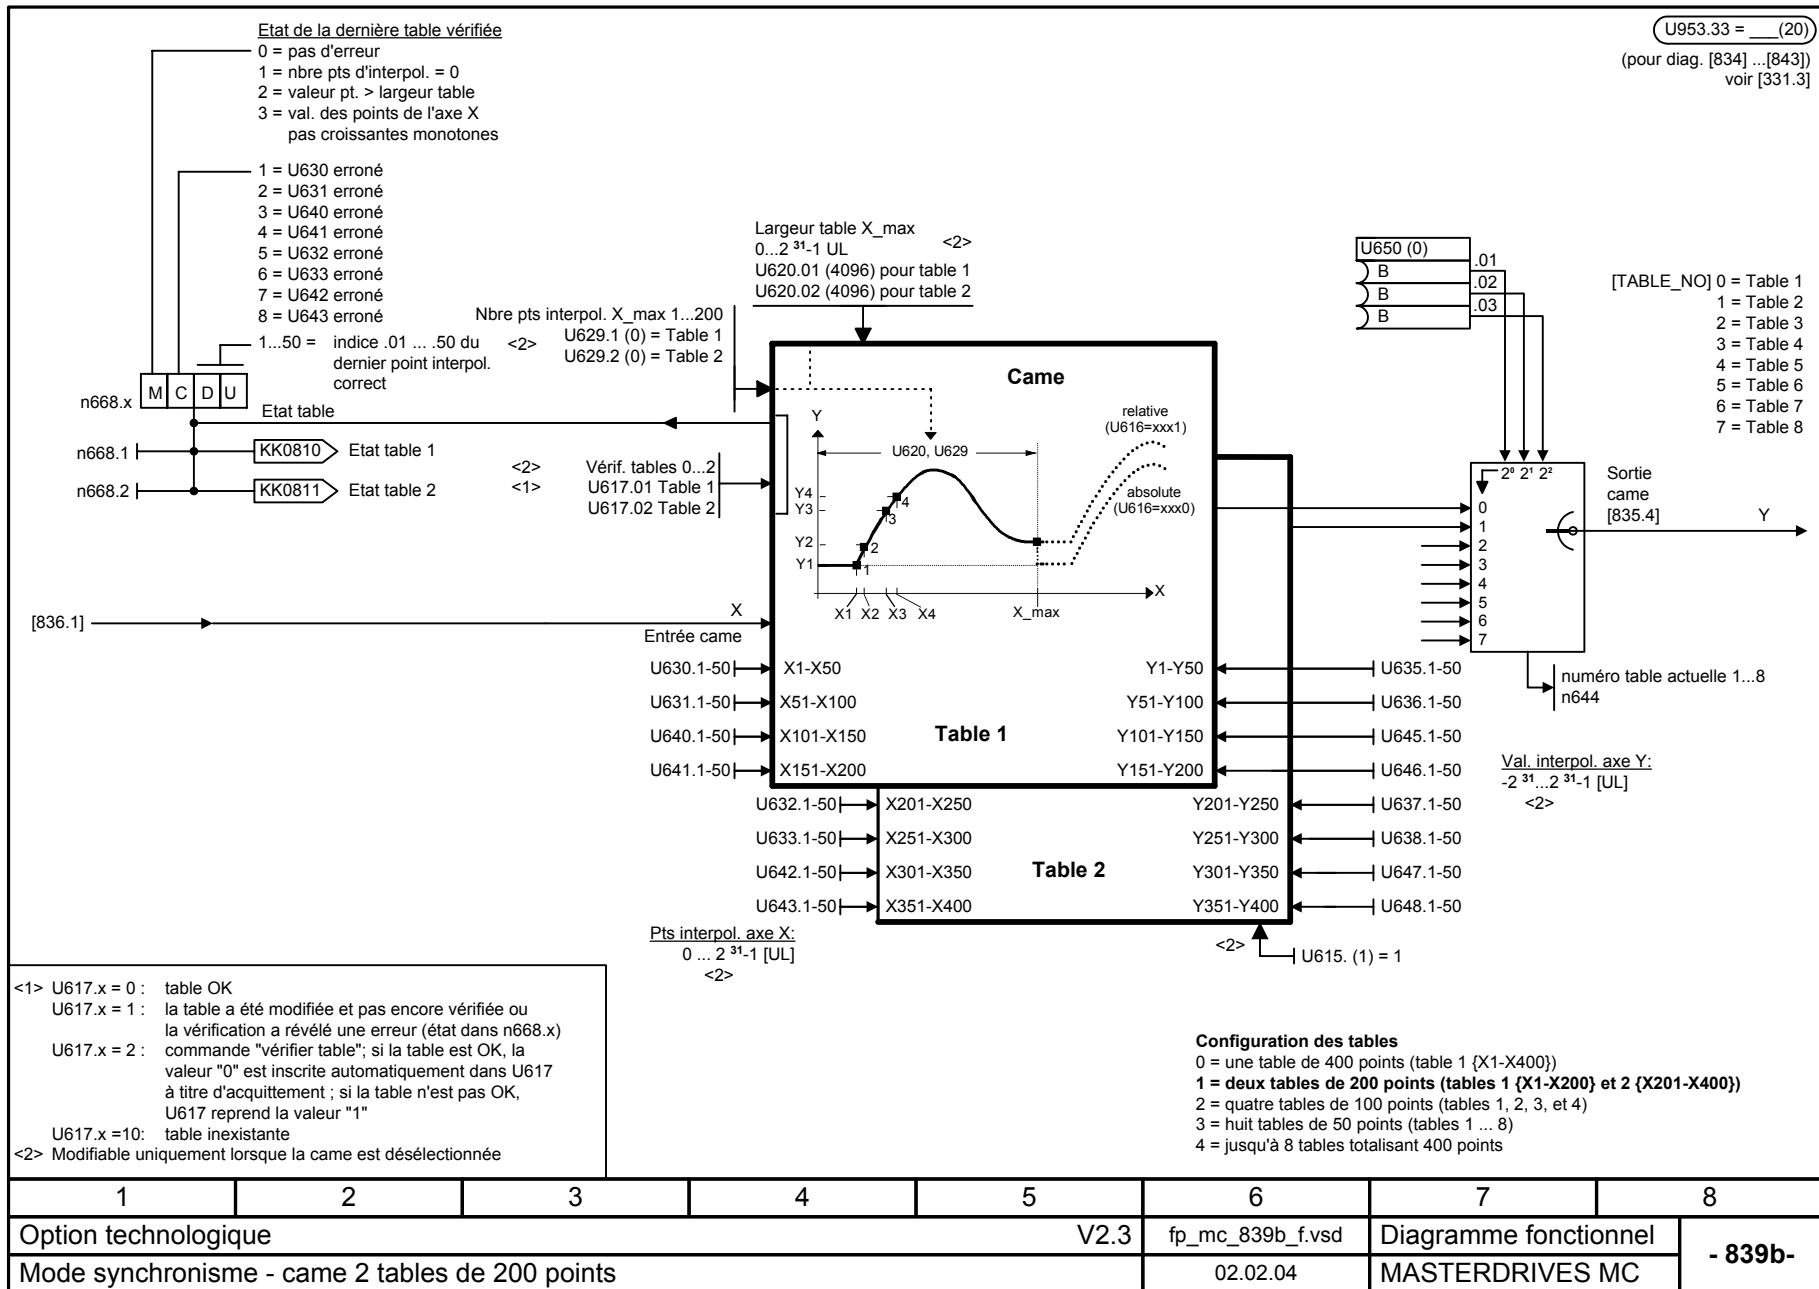 Etat de la dernière table vérifiée
0 = pas d'erreur
1 = nbre pts d'interpol. = 0
2 = valeur pt. > largeur table
3 = val. des points de l'axe X
pas croissantes monotones
1 = U630 erroné
2 = U631 erroné
3 = U640 erroné
4 = U641 erroné
5 = U632 erroné
6 = U633 erroné
7 = U642 erroné
8 = U643 erroné
1...50 = indice .01 ... .50 du
dernier point interpol.
correct
n668.x M C D U
Etat table
n668.1 KK0810 Etat table 1
n668.2 KK0811 Etat table 2
U953.33 = ___(20)
(pour diag. [834] ...[843])
voir [331.3]
Largeur table X_max
0...2 31-1 UL <2>
U620.01 (4096) pour table 1
U620.02 (4096) pour table 2
Nbre pts interpol. X_max 1...200
U629.1 (0) = Table 1
<2> U629.2 (0) = Table 2
<2> Vérif. tables 0...2
<1> U617.01 Table 1
U617.02 Table 2
Came
Y
relative
(U616=xxx1)
U620, U629
absolute
(U616=xxx0)
Y4
Y3
Y2
Y1
4
3
2
1
X
X1 X2 X3 X4 X_max
[836.1] X
Entrée came
U630.1-50 X1-X50 Y1-Y50 U635.1-50
U631.1-50 X51-X100 Y51-Y100 U636.1-50
U640.1-50 X101-X150 Table 1 Y101-Y150 U645.1-50
U641.1-50 X151-X200 Y151-Y200 U646.1-50
U632.1-50 X201-X250 Y201-Y250 U637.1-50
U633.1-50 X251-X300 Y251-Y300 U638.1-50
U642.1-50 X301-X350 Table 2 Y301-Y350 U647.1-50
U643.1-50 X351-X400 Y351-Y400 U648.1-50
Pts interpol. axe X:
0 ... 2 31-1 [UL]
<2>
<2> U615. (1) = 1
U650 (0)
B .01
B .02
B .03
[TABLE_NO] 0 = Table 1
1 = Table 2
2 = Table 3
3 = Table 4
4 = Table 5
5 = Table 6
6 = Table 7
7 = Table 8
2⁰ 2¹ 2²
0
1
2
3
4
5
6
7
Sortie
came
[835.4] Y
numéro table actuelle 1...8
n644
Val. interpol. axe Y:
-2 31...2 31-1 [UL]
<2>
<1> U617.x = 0 : table OK
U617.x = 1 : la table a été modifiée et pas encore vérifiée ou
la vérification a révélé une erreur (état dans n668.x)
U617.x = 2 : commande "vérifier table"; si la table est OK, la
valeur "0" est inscrite automatiquement dans U617
à titre d'acquittement ; si la table n'est pas OK,
U617 reprend la valeur "1"
U617.x =10: table inexistante
<2> Modifiable uniquement lorsque la came est désélectionnée
Configuration des tables
0 = une table de 400 points (table 1 {X1-X400})
1 = deux tables de 200 points (tables 1 {X1-X200} et 2 {X201-X400})
2 = quatre tables de 100 points (tables 1, 2, 3, et 4)
3 = huit tables de 50 points (tables 1 ... 8)
4 = jusqu'à 8 tables totalisant 400 points
1 2 3 4 5 6 7 8
Option technologique V2.3 fp_mc_839b_f.vsd Diagramme fonctionnel
- 839b-
Mode synchronisme - came 2 tables de 200 points 02.02.04 MASTERDRIVES MC